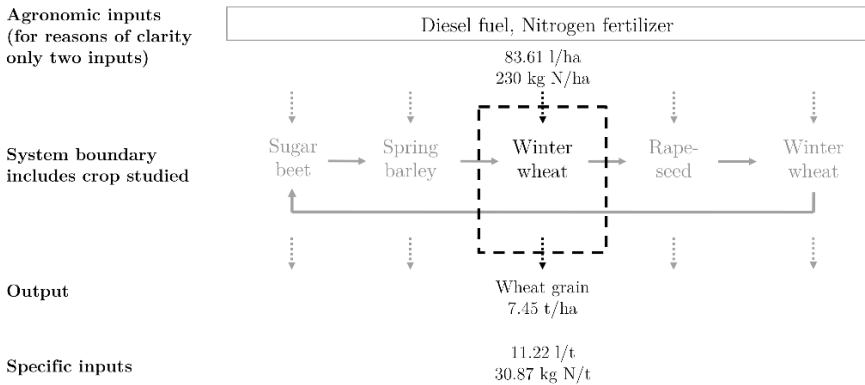 Agronomic inputs
(for reasons of clarity
only two inputs)
Diesel fuel, Nitrogen fertilizer
83.61 l/ha
230 kg N/ha
System boundary
includes crop studied
Sugar
beet
Spring
barley
Winter
wheat
Rape-
seed
Winter
wheat
Output
Wheat grain
7.45 t/ha
Specific inputs
11.22 l/t
30.87 kg N/t